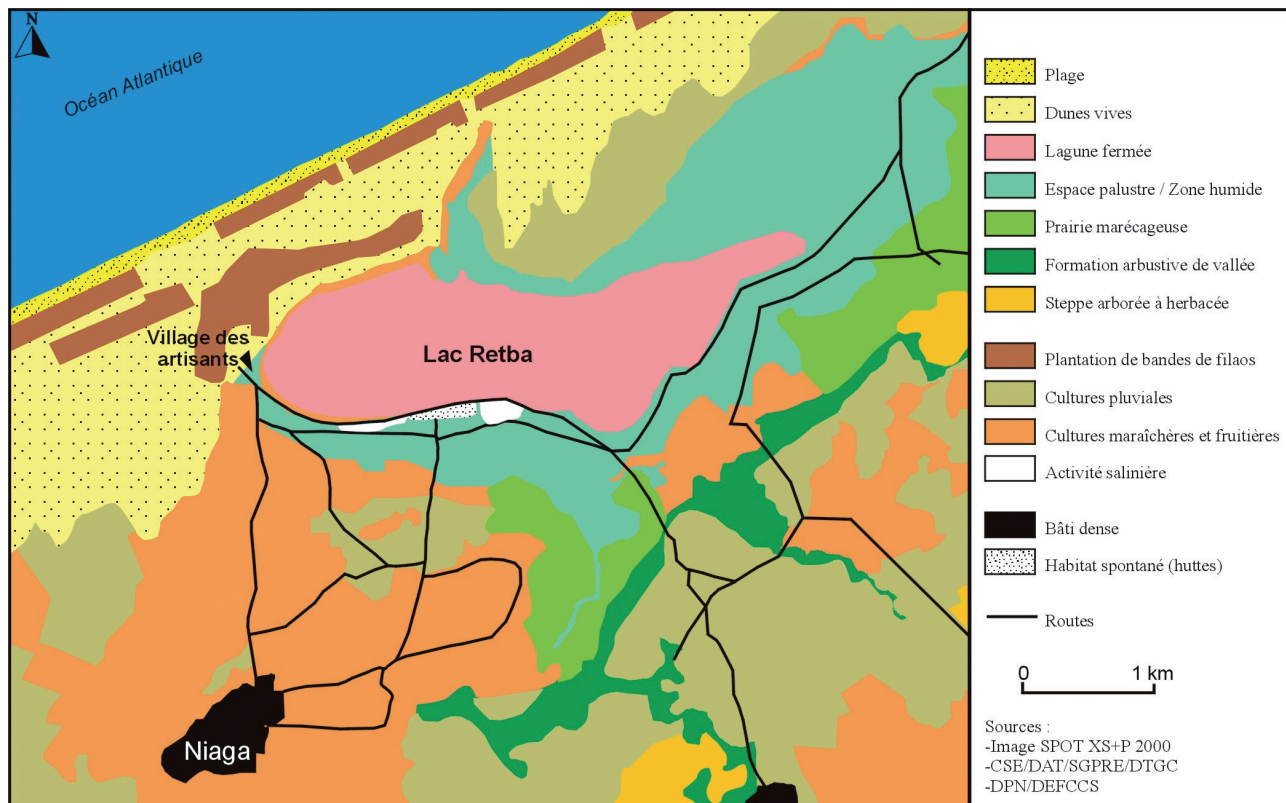 N
Océan Atlantique
Village des
artisants
Lac Retba
Niaga
Plage
Dunes vives
Lagune fermée
Espace palustre / Zone humide
Prairie marécageuse
Formation arbustive de vallée
Steppe arborée à herbacée
Plantation de bandes de filaos
Cultures pluviales
Cultures maraîchères et fruitières
Activité salinière
Bâti dense
Habitat spontané (huttes)
Routes
0 1 km
Sources :
-Image SPOT XS+P 2000
-CSE/DAT/SGPRE/DTGC
-DPN/DEFCCS